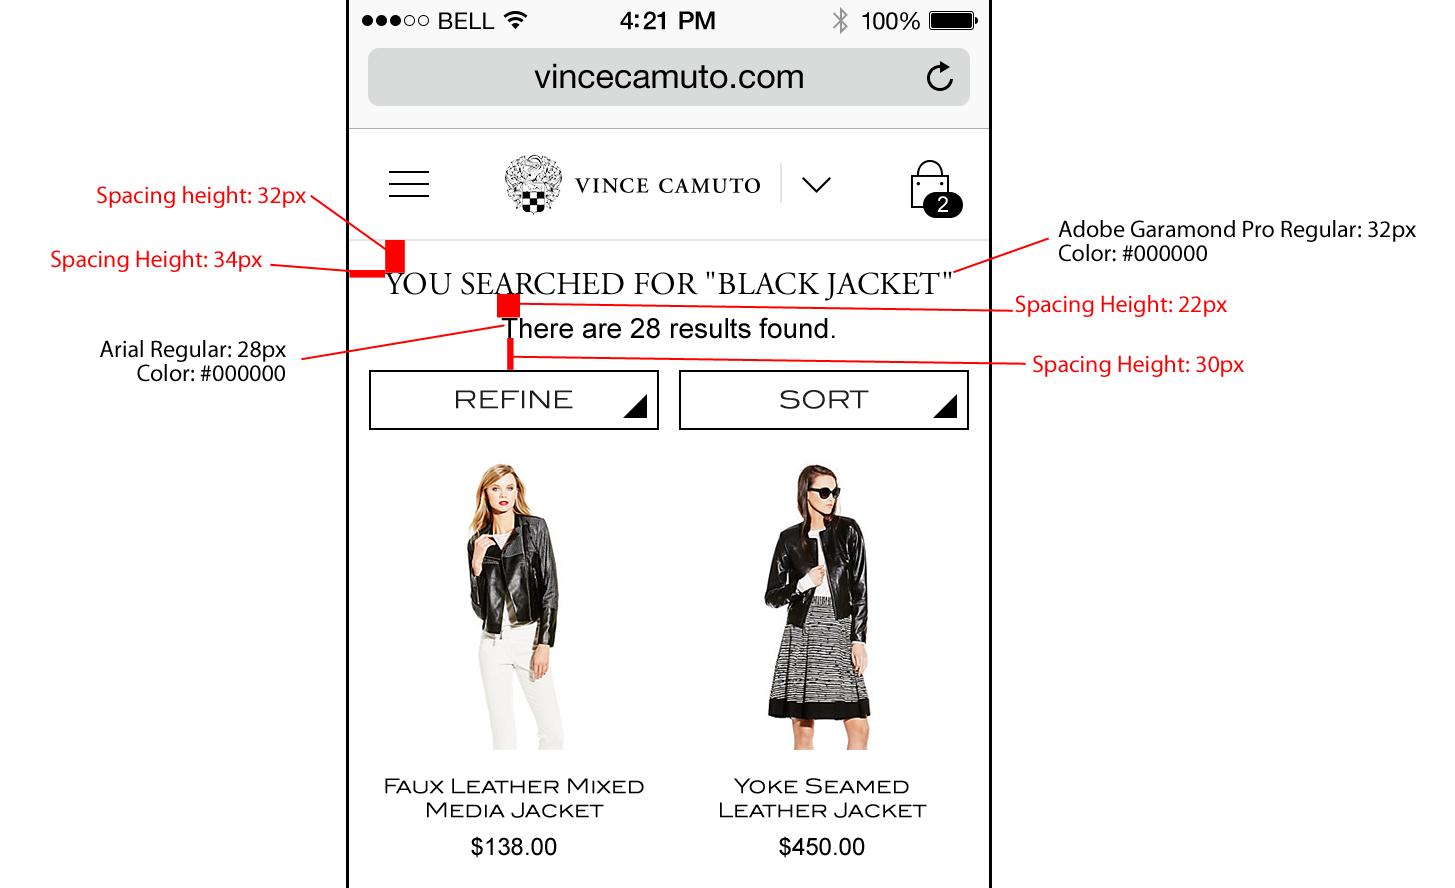 BELL 4:21 PM 100%
vincecamuto.com
VINCE CAMUTO
2
Spacing height: 32px
Spacing Height: 34px
Adobe Garamond Pro Regular: 32px
Color: #000000
YOU SEARCHED FOR "BLACK JACKET"
Spacing Height: 22px
There are 28 results found.
Arial Regular: 28px
Color: #000000
Spacing Height: 30px
REFINE
SORT
FAUX LEATHER MIXED
MEDIA JACKET
$138.00
YOKE SEAMED
LEATHER JACKET
$450.00